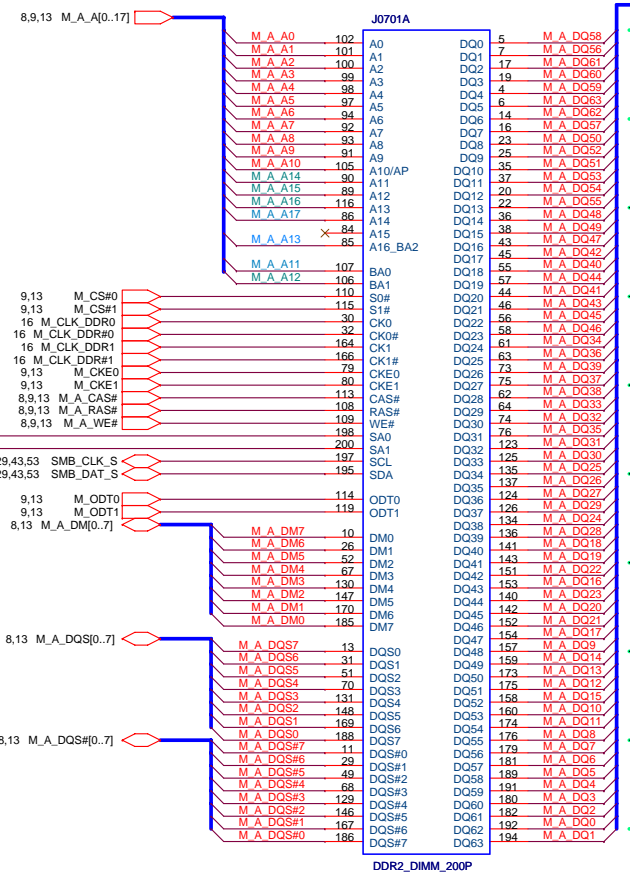 8,9,13 M_A_A[0..17]
J0701A
M_A_A0 102 A0
M_A_A1 101 A1
M_A_A2 100 A2
M_A_A3 99 A3
M_A_A4 98 A4
M_A_A5 97 A5
M_A_A6 94 A6
M_A_A7 92 A7
M_A_A8 93 A8
M_A_A9 91 A9
M_A_A10 105 A10/AP
M_A_A14 90 A11
M_A_A15 89 A12
M_A_A16 116 A13
M_A_A17 86 A14
84 A15
M_A_A13 85 A16_BA2
M_A_A11 107 BA0
M_A_A12 106 BA1
9,13 M_CS#0 110 S0#
9,13 M_CS#1 115 S1#
16 M_CLK_DDR0 30 CK0
16 M_CLK_DDR#0 32 CK0#
16 M_CLK_DDR1 164 CK1
16 M_CLK_DDR#1 166 CK1#
9,13 M_CKE0 79 CKE0
9,13 M_CKE1 80 CKE1
8,9,13 M_A_CAS# 113 CAS#
8,9,13 M_A_RAS# 108 RAS#
8,9,13 M_A_WE# 109 WE#
198 SA0
200 SA1
29,43,53 SMB_CLK_S 197 SCL
29,43,53 SMB_DAT_S 195 SDA
9,13 M_ODT0 114 ODT0
9,13 M_ODT1 119 ODT1
8,13 M_A_DM[0..7]
M_A_DM7 10 DM0
M_A_DM6 26 DM1
M_A_DM5 52 DM2
M_A_DM4 67 DM3
M_A_DM3 130 DM4
M_A_DM2 147 DM5
M_A_DM1 170 DM6
M_A_DM0 185 DM7
8,13 M_A_DQS[0..7]
M_A_DQS7 13 DQS0
M_A_DQS6 31 DQS1
M_A_DQS5 51 DQS2
M_A_DQS4 70 DQS3
M_A_DQS3 131 DQS4
M_A_DQS2 148 DQS5
M_A_DQS1 169 DQS6
M_A_DQS0 188 DQS7
8,13 M_A_DQS#[0..7]
M_A_DQS#7 11 DQS#0
M_A_DQS#6 29 DQS#1
M_A_DQS#5 49 DQS#2
M_A_DQS#4 68 DQS#3
M_A_DQS#3 129 DQS#4
M_A_DQS#2 146 DQS#5
M_A_DQS#1 167 DQS#6
M_A_DQS#0 186 DQS#7
DQ0 5 M_A_DQ58
DQ1 7 M_A_DQ56
DQ2 17 M_A_DQ61
DQ3 19 M_A_DQ60
DQ4 4 M_A_DQ59
DQ5 6 M_A_DQ63
DQ6 14 M_A_DQ62
DQ7 16 M_A_DQ57
DQ8 23 M_A_DQ50
DQ9 25 M_A_DQ52
DQ10 35 M_A_DQ51
DQ11 37 M_A_DQ53
DQ12 20 M_A_DQ54
DQ13 22 M_A_DQ55
DQ14 36 M_A_DQ48
DQ15 38 M_A_DQ49
DQ16 43 M_A_DQ47
DQ17 45 M_A_DQ42
DQ18 55 M_A_DQ40
DQ19 57 M_A_DQ44
DQ20 44 M_A_DQ41
DQ21 46 M_A_DQ43
DQ22 56 M_A_DQ45
DQ23 58 M_A_DQ46
DQ24 61 M_A_DQ34
DQ25 63 M_A_DQ36
DQ26 73 M_A_DQ39
DQ27 75 M_A_DQ37
DQ28 62 M_A_DQ38
DQ29 64 M_A_DQ33
DQ30 74 M_A_DQ32
DQ31 76 M_A_DQ35
DQ32 123 M_A_DQ31
DQ33 125 M_A_DQ30
DQ34 135 M_A_DQ25
DQ35 137 M_A_DQ26
DQ36 124 M_A_DQ27
DQ37 126 M_A_DQ29
DQ38 134 M_A_DQ24
DQ39 136 M_A_DQ28
DQ40 141 M_A_DQ18
DQ41 143 M_A_DQ19
DQ42 151 M_A_DQ22
DQ43 153 M_A_DQ16
DQ44 140 M_A_DQ23
DQ45 142 M_A_DQ20
DQ46 152 M_A_DQ21
DQ47 154 M_A_DQ17
DQ48 157 M_A_DQ9
DQ49 159 M_A_DQ14
DQ50 173 M_A_DQ13
DQ51 175 M_A_DQ12
DQ52 158 M_A_DQ15
DQ53 160 M_A_DQ10
DQ54 174 M_A_DQ11
DQ55 176 M_A_DQ8
DQ56 179 M_A_DQ7
DQ57 181 M_A_DQ6
DQ58 189 M_A_DQ5
DQ59 191 M_A_DQ4
DQ60 180 M_A_DQ3
DQ61 182 M_A_DQ2
DQ62 192 M_A_DQ0
DQ63 194 M_A_DQ1
DDR2_DIMM_200P